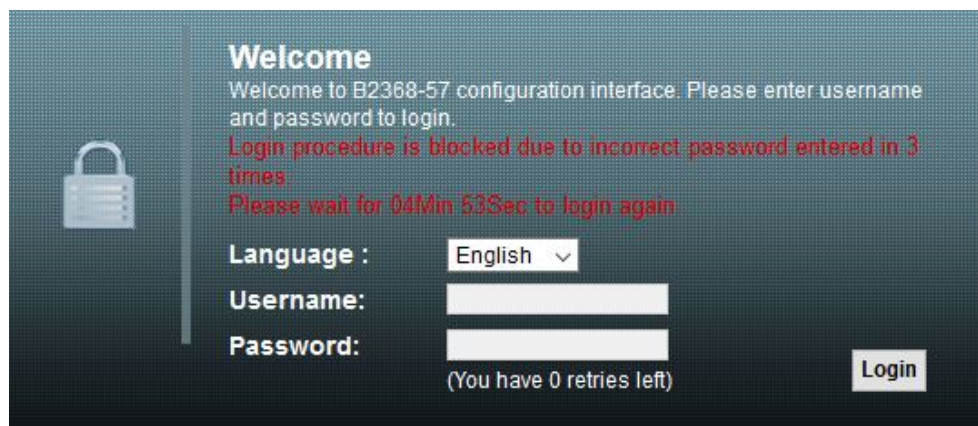 Welcome
Welcome to B2368-57 configuration interface. Please enter username
and password to login.
Login procedure is blocked due to incorrect password entered in 3
times.
Please wait for 04Min 53Sec to login again
Language :
English
Username:
Password:
(You have 0 retries left)
Login